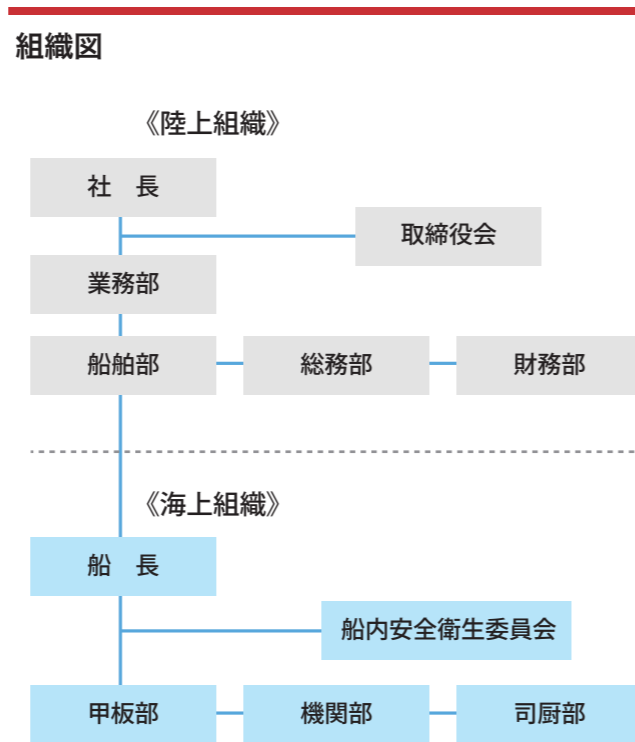 組織図
《陸上組織》
社　長
取締役会
業務部
船舶部
総務部
財務部
《海上組織》
船　長
船内安全衛生委員会
甲板部
機関部
司厨部